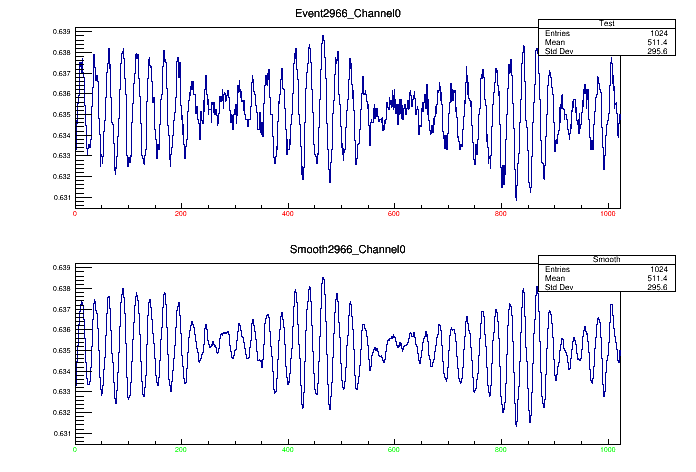 Event2966_Channel0
Test
Entries 1024
Mean 511.4
Std Dev 295.6
0.639
0.638
0.637
0.636
0.635
0.634
0.633
0.632
0.631
0 200 400 600 800 1000
Smooth2966_Channel0
Smooth
Entries 1024
Mean 511.4
Std Dev 295.6
0.639
0.638
0.637
0.636
0.635
0.634
0.633
0.632
0.631
0 200 400 600 800 1000